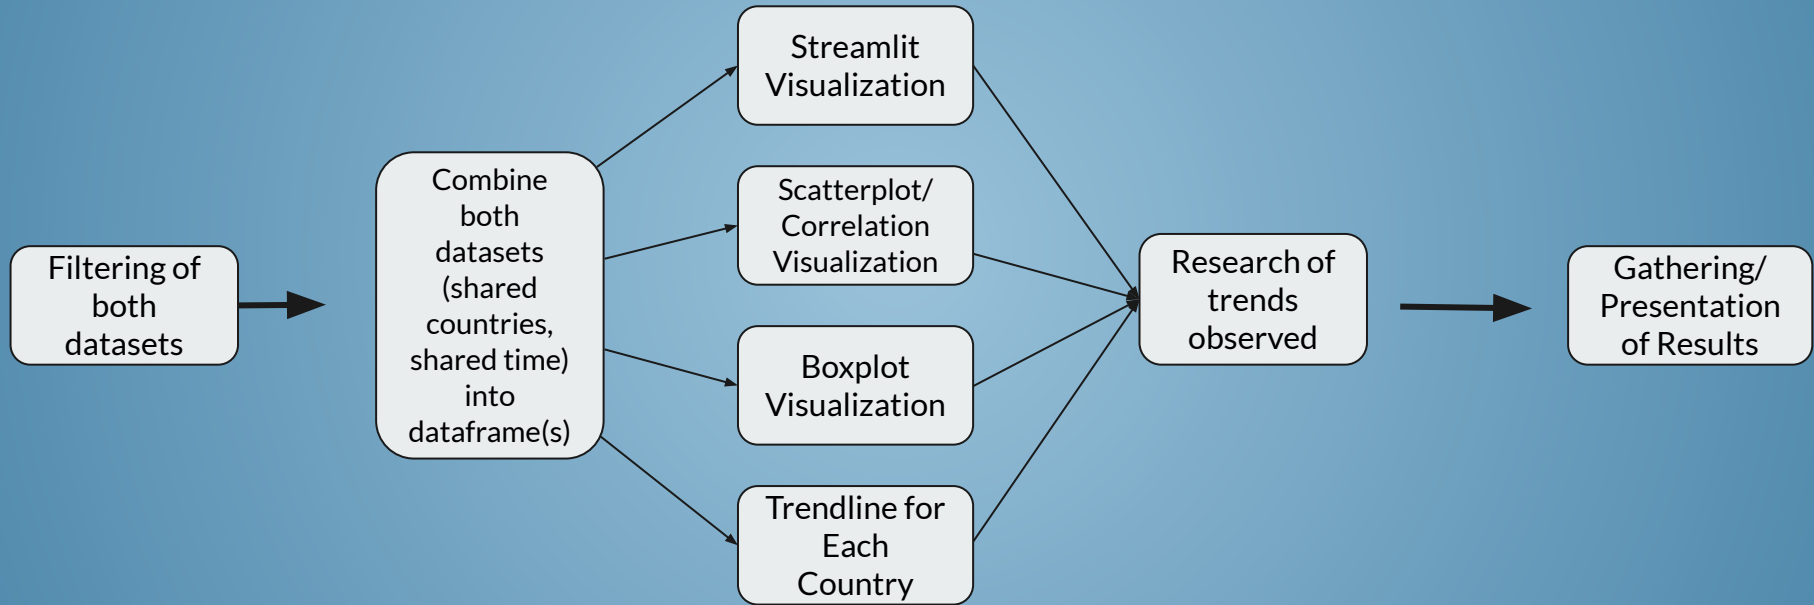 Filtering of
both
datasets
Combine
both
datasets
(shared
countries,
shared time)
into
dataframe(s)
Streamlit
Visualization
Scatterplot/
Correlation
Visualization
Boxplot
Visualization
Trendline for
Each
Country
Research of
trends
observed
Gathering/
Presentation
of Results